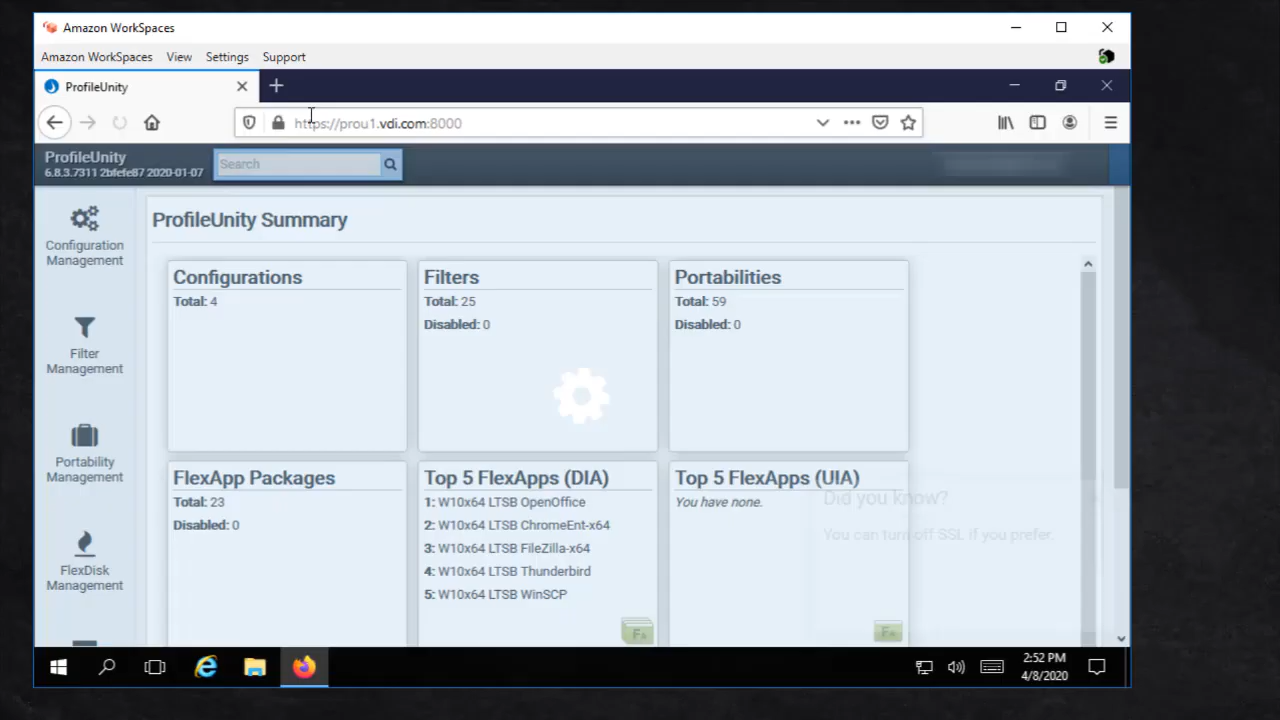 Amazon WorkSpaces
Amazon WorkSpaces View Settings Support
ProfileUnity
https://prou1.vdi.com:8000
ProfileUnity
6.8.3.7311 2bfefe87 2020-01-07
Search
Configuration
Management
Filter
Management
Portability
Management
FlexDisk
Management
ProfileUnity Summary
Configurations
Total: 4
Filters
Total: 25
Disabled: 0
Portabilities
Total: 59
Disabled: 0
FlexApp Packages
Total: 23
Disabled: 0
Top 5 FlexApps (DIA)
1: W10x64 LTSB OpenOffice
2: W10x64 LTSB ChromeEnt-x64
3: W10x64 LTSB FileZilla-x64
4: W10x64 LTSB Thunderbird
5: W10x64 LTSB WinSCP
Top 5 FlexApps (UIA)
You have none.
Did you know?
You can turn off SSL if you prefer.
2:52 PM
4/8/2020